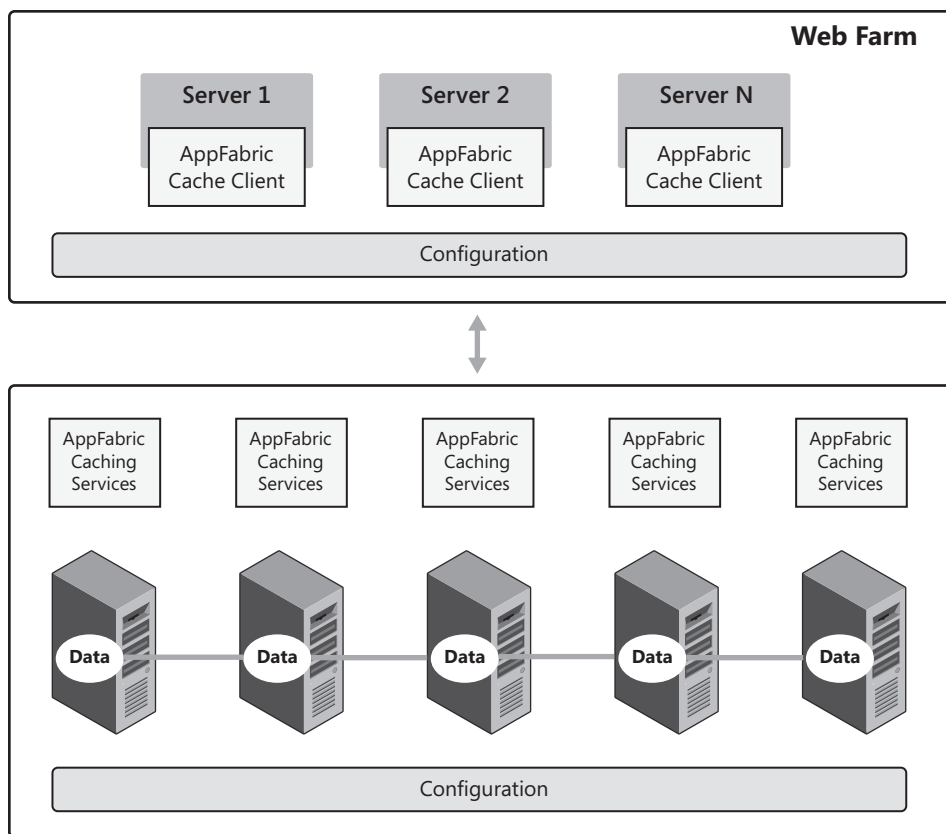 Web Farm
Server 1
Server 2
Server N
AppFabric
Cache Client
AppFabric
Cache Client
AppFabric
Cache Client
Configuration
AppFabric
Caching
Services
AppFabric
Caching
Services
AppFabric
Caching
Services
AppFabric
Caching
Services
AppFabric
Caching
Services
Data
Data
Data
Data
Data
Configuration